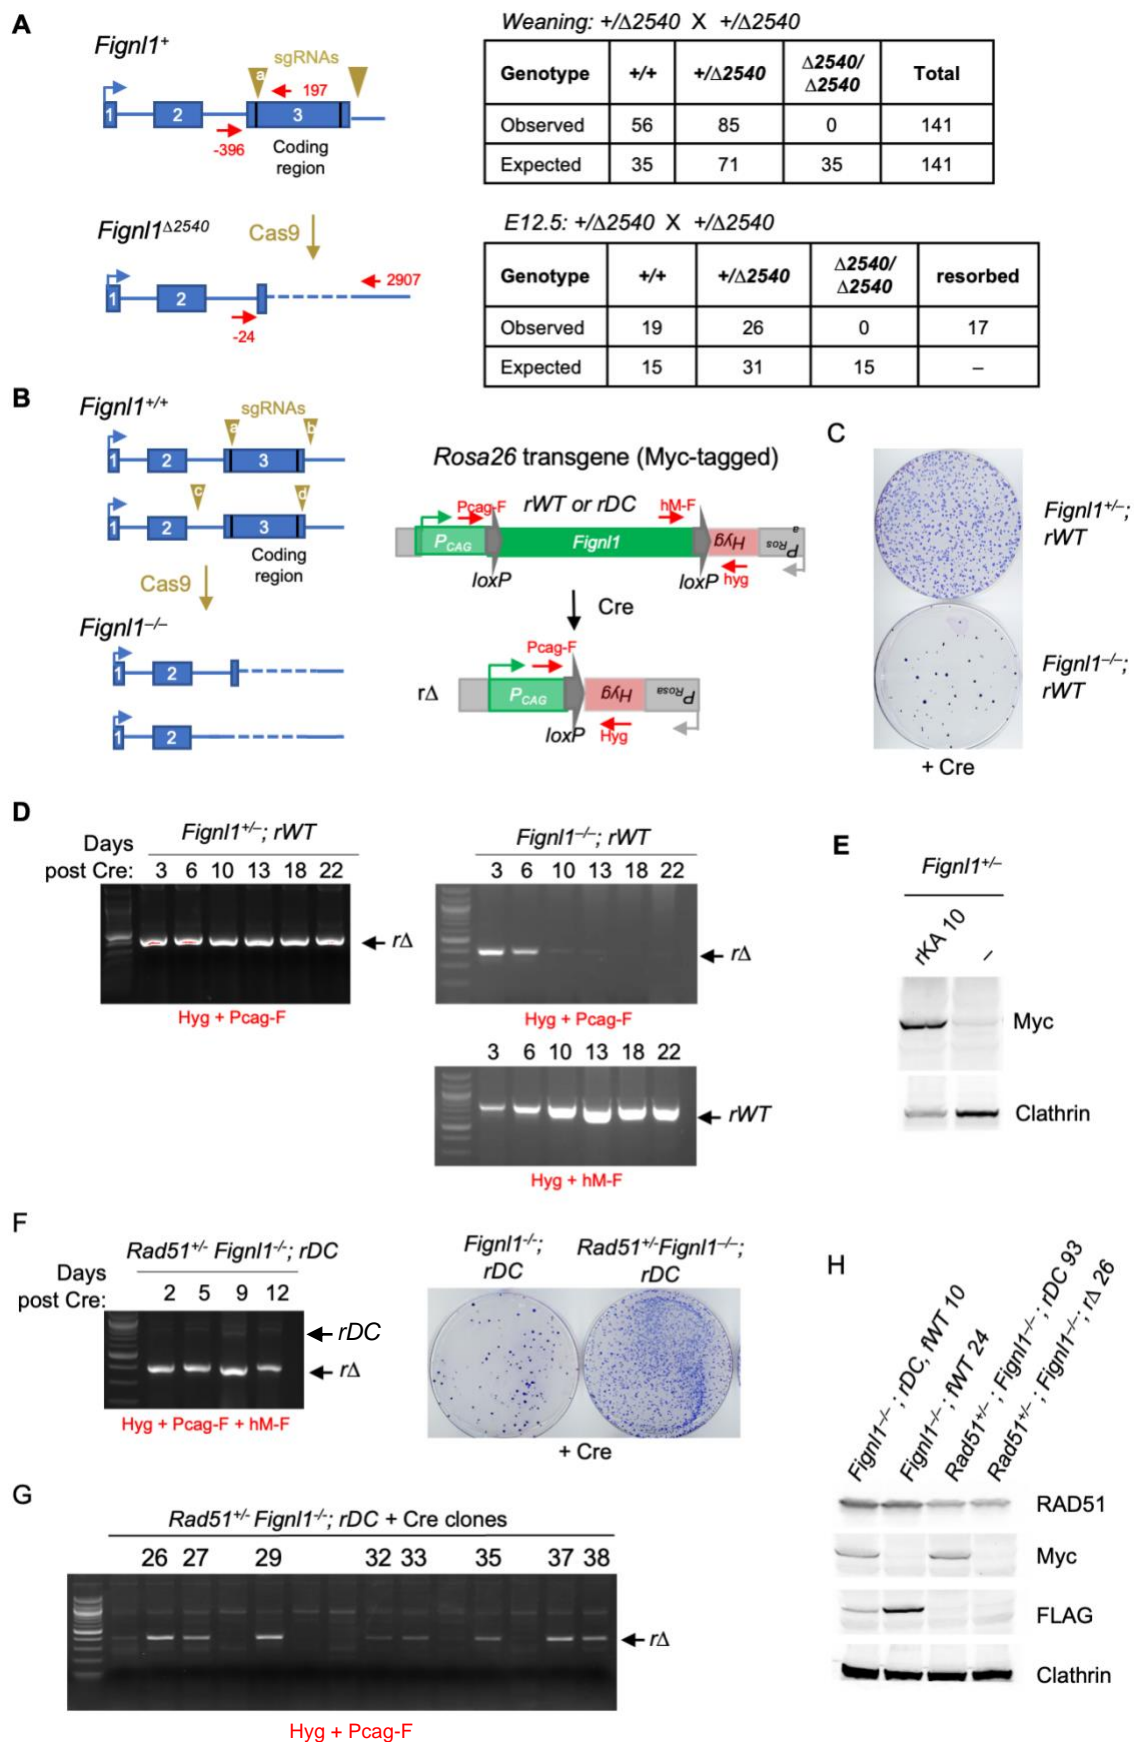 A
Fignl1+
sgRNAs
a
197
1
2
3
-396
Coding
region
Fignl1Δ2540
Cas9
2907
1
2
-24
Weaning: +/Δ2540 X +/Δ2540
Genotype +/+ +/Δ2540 Δ2540/Δ2540 Total
Observed 56 85 0 141
Expected 35 71 35 141
E12.5: +/Δ2540 X +/Δ2540
Genotype +/+ +/Δ2540 Δ2540/Δ2540 resorbed
Observed 19 26 0 17
Expected 15 31 15 –
B
Fignl1+/+
sgRNAs
a b
1 2 3
c d
1 2 3
Coding
region
Cas9
Fignl1–/–
1 2
1 2
Rosa26 transgene (Myc-tagged)
rWT or rDC
Pcag-F hM-F
PCAG Fignl1 Hyg PRosa
loxP loxP hyg
Cre
Pcag-F
rΔ
PCAG Hyg PRosa
loxP Hyg
C
Fignl1+/–;
rWT
Fignl1–/–;
rWT
+ Cre
D
Fignl1+/–; rWT
Days
post Cre: 3 6 10 13 18 22
rΔ
Hyg + Pcag-F
Fignl1–/–; rWT
3 6 10 13 18 22
rΔ
Hyg + Pcag-F
3 6 10 13 18 22
rWT
Hyg + hM-F
E
Fignl1+/–
rKA 10
–
Myc
Clathrin
F
Rad51+/- Fignl1-/-; rDC
Days
post Cre: 2 5 9 12
rDC
rΔ
Hyg + Pcag-F + hM-F
Fignl1-/-;
rDC
Rad51+/-Fignl1–/–;
rDC
+ Cre
G
Rad51+/- Fignl1-/-; rDC + Cre clones
26 27 29 32 33 35 37 38
rΔ
Hyg + Pcag-F
H
Fignl1–/–; rDC, fWT 10
Fignl1–/–; fWT 24
Rad51+/–; Fignl1–/–; rDC 93
Rad51+/–; Fignl1–/–; rΔ 26
RAD51
Myc
FLAG
Clathrin